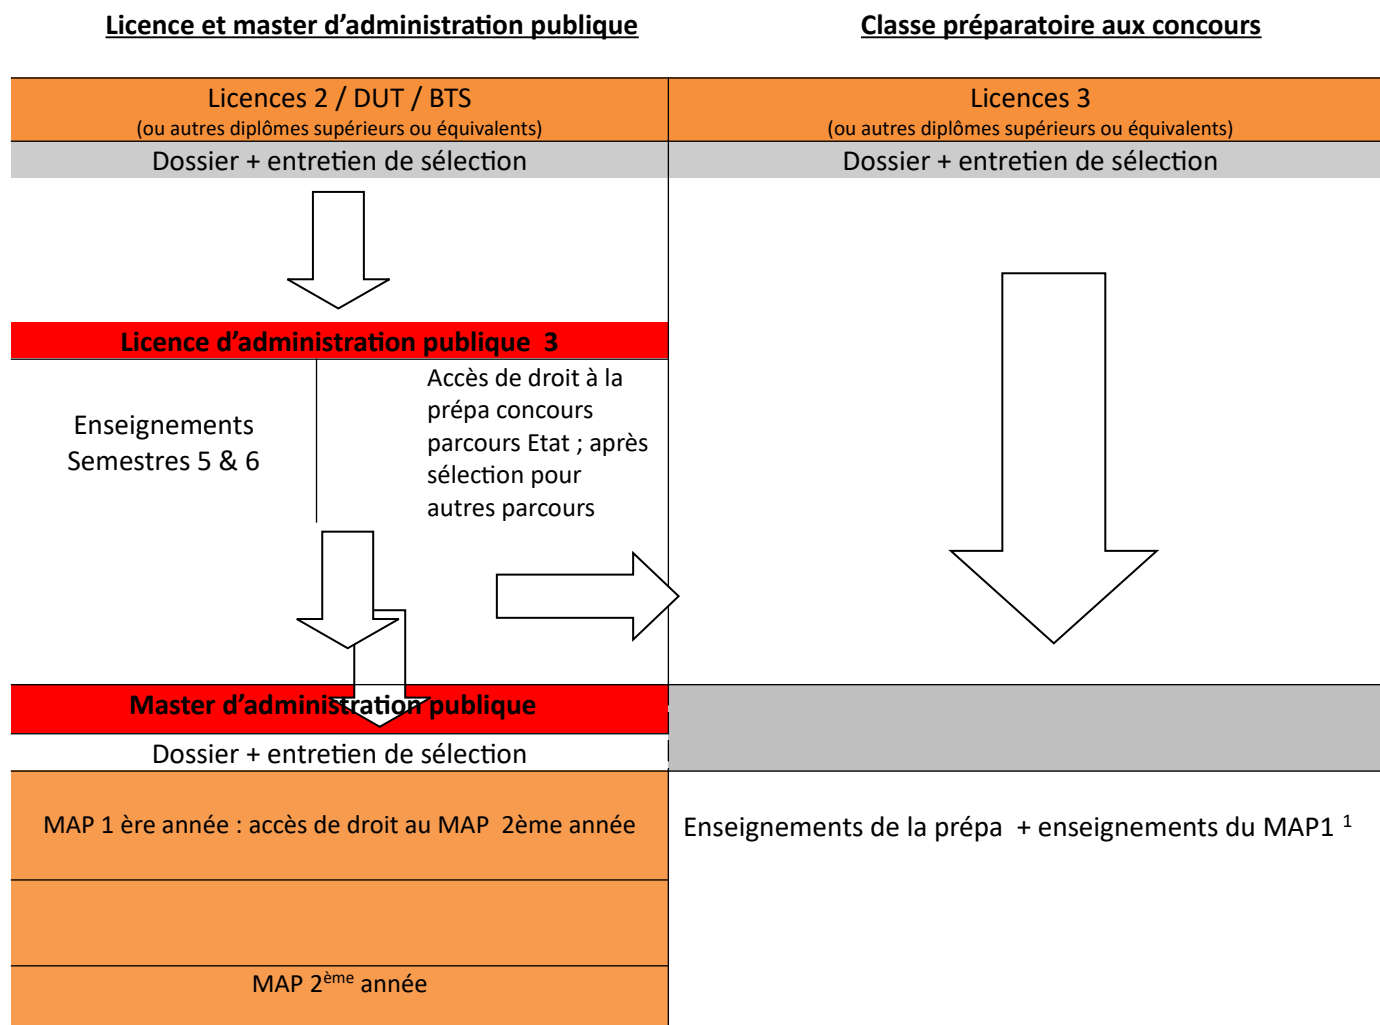 Licence et master d’administration publique
Classe préparatoire aux concours
Licences 2 / DUT / BTS
(ou autres diplômes supérieurs ou équivalents)
Licences 3
(ou autres diplômes supérieurs ou équivalents)
Dossier + entretien de sélection
Dossier + entretien de sélection
Licence d’administration publique  3
Enseignements
Semestres 5 & 6
Accès de droit à la
prépa concours
parcours Etat ; après
sélection pour
autres parcours
Master d’administration publique
Dossier + entretien de sélection
MAP 1 ère année : accès de droit au MAP  2ème année
Enseignements de la prépa  + enseignements du MAP1 ¹
MAP 2ème année